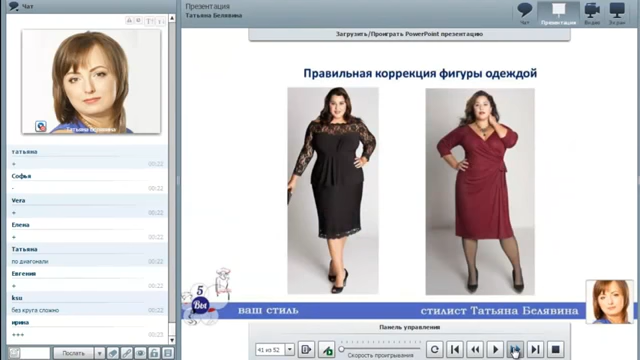 Чат
Татьяна Белявина
татьяна
+
00:22
Софья
-
00:22
Vera
+
00:22
Елена
+
00:22
Татьяна
по диагонали
00:22
Евгения
+
00:22
ksu
без круга сложно
00:22
ирина
+++
00:23
Послать
Презентация
Татьяна Белявина
Чат
Презентация
Видео
Экран
Загрузить/Проиграть PowerPoint презентацию
Правильная коррекция фигуры одеждой
5
Вы
ваш стиль
стилист Татьяна Белявина
Панель управления
41 из 52
Скорость проигрывания